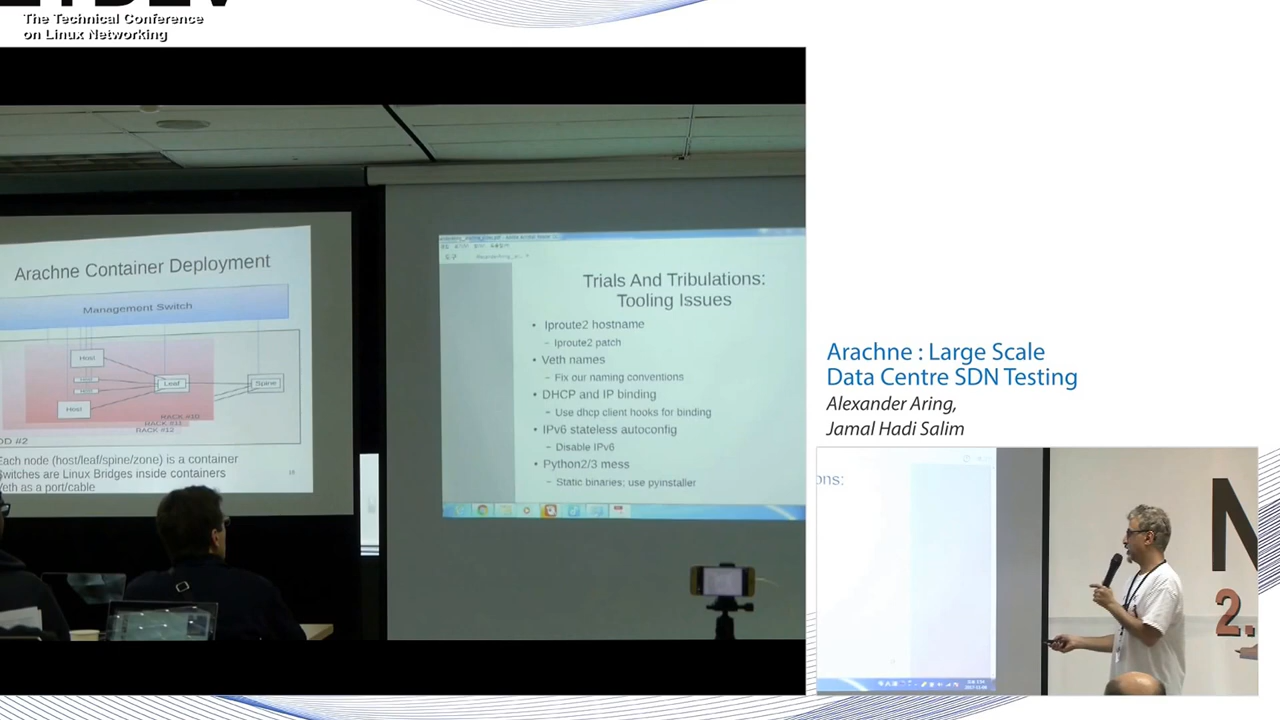 The Technical Conference
on Linux Networking
Arachne Container Deployment
Management Switch
Host
Leaf
Spine
Host
RACK #10
RACK #11
RACK #12
OD #2
Each node (host/leaf/spine/zone) is a container
Switches are Linux Bridges inside containers
Veth as a port/cable
Trials And Tribulations:
Tooling Issues
• Iproute2 hostname
– Iproute2 patch
• Veth names
– Fix our naming conventions
• DHCP and IP binding
– Use dhcp client hooks for binding
• IPv6 stateless autoconfig
– Disable IPv6
• Python2/3 mess
– Static binaries; use pyinstaller
Arachne : Large Scale
Data Centre SDN Testing
Alexander Aring,
Jamal Hadi Salim
ons:
N
2.